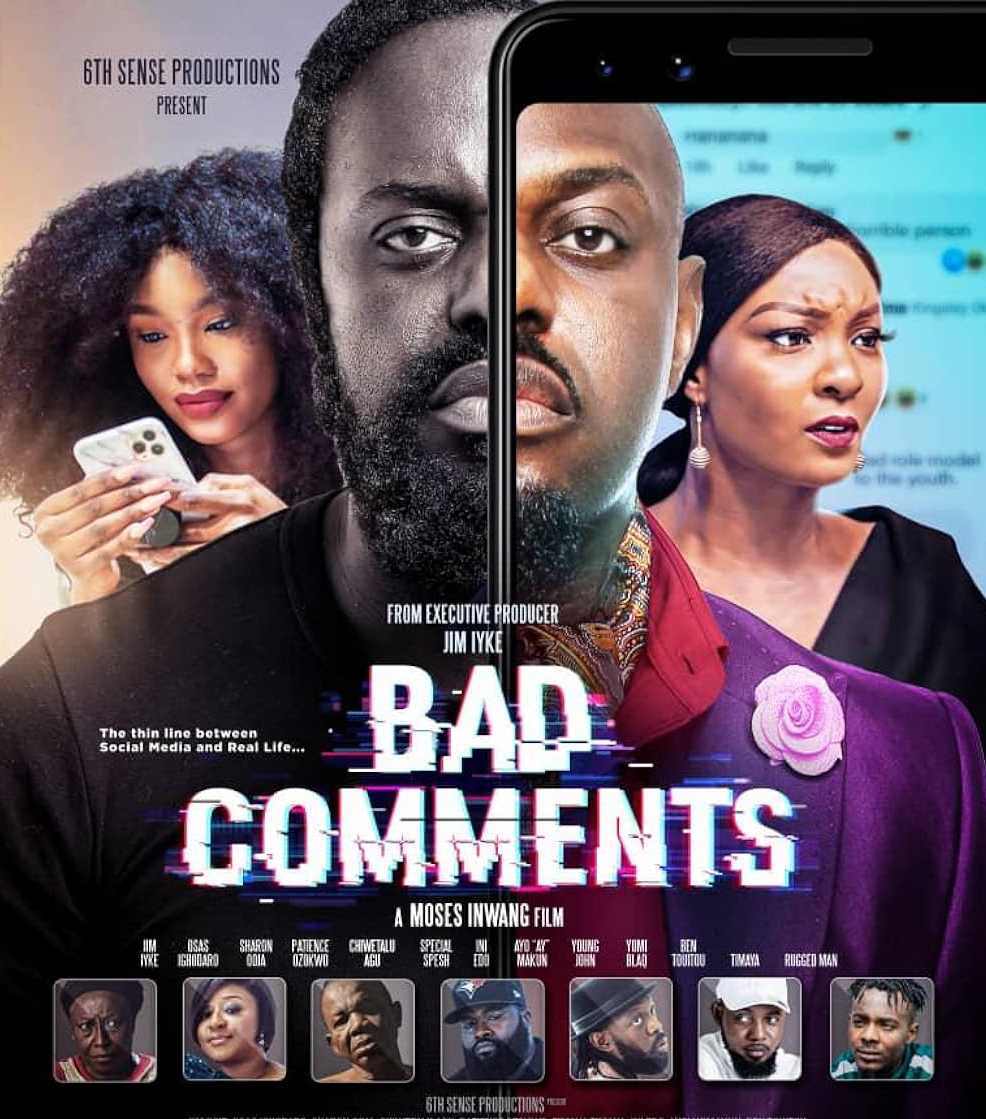 6TH SENSE PRODUCTIONS
PRESENT
Hahahaha
Like Reply
horrible person
role model
to the youth.
FROM EXECUTIVE PRODUCER
JIM IYKE
The thin line between
Social Media and Real Life...
BAD
COMMENTS
A MOSES INWANG FILM
JIM IYKE
OSAS IGHODARO
SHARON OOJA
PATIENCE OZOKWO
CHIWETALU AGU
SPECIAL SPESH
INI EDO
AYO "AY" MAKUN
YOUNG JOHN
YOMI BLAQ
BEN TOUITOU
TIMAYA
RUGGED MAN
6TH SENSE PRODUCTIONS PRESENT